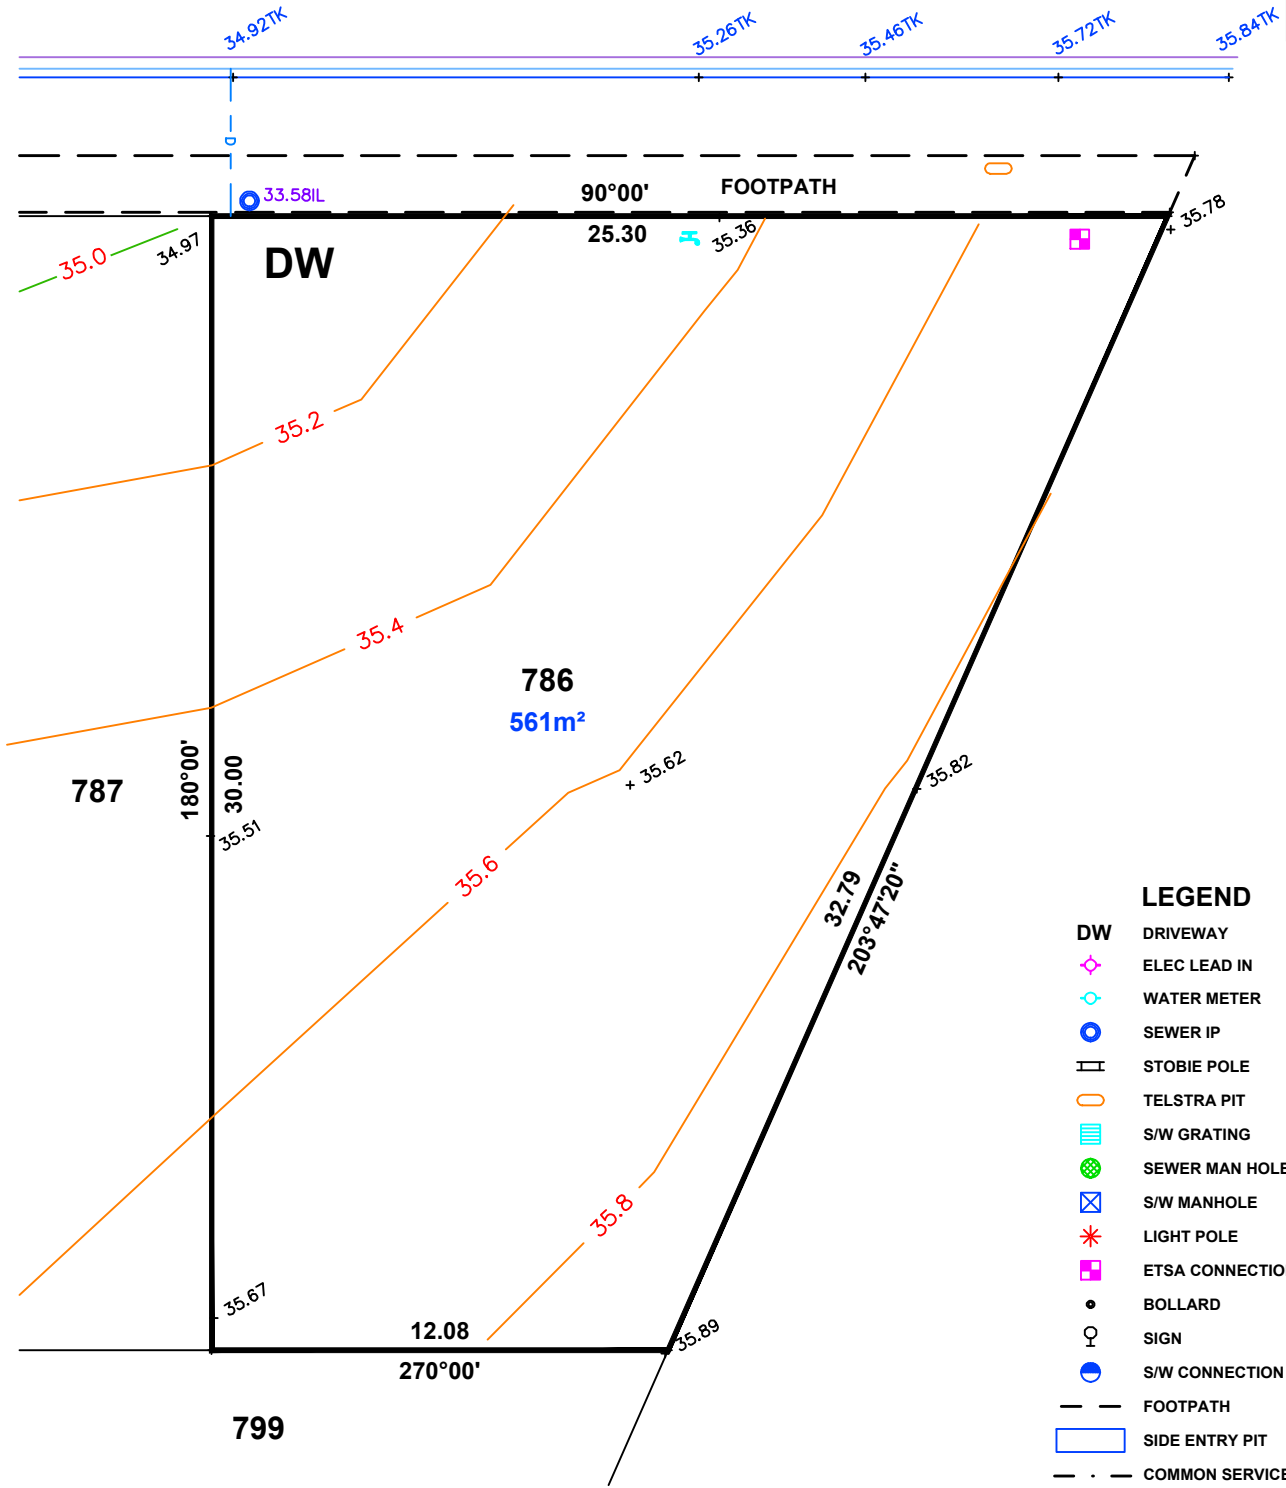 34.92TK
35.26TK
35.46TK
35.72TK
35.84TK
D
33.58IL
90°00'
FOOTPATH
25.30
35.36
35.78
34.97
35.0
DW
35.2
35.4
786
561m²
787
180°00'
30.00
35.51
35.62
35.82
35.6
32.79
203°47'20"
35.8
35.67
12.08
35.89
270°00'
799
LEGEND
DW DRIVEWAY
ELEC LEAD IN
WATER METER
SEWER IP
STOBIE POLE
TELSTRA PIT
S/W GRATING
SEWER MAN HOLE
S/W MANHOLE
LIGHT POLE
ETSA CONNECTIO
BOLLARD
SIGN
S/W CONNECTION
FOOTPATH
SIDE ENTRY PIT
COMMON SERVICE